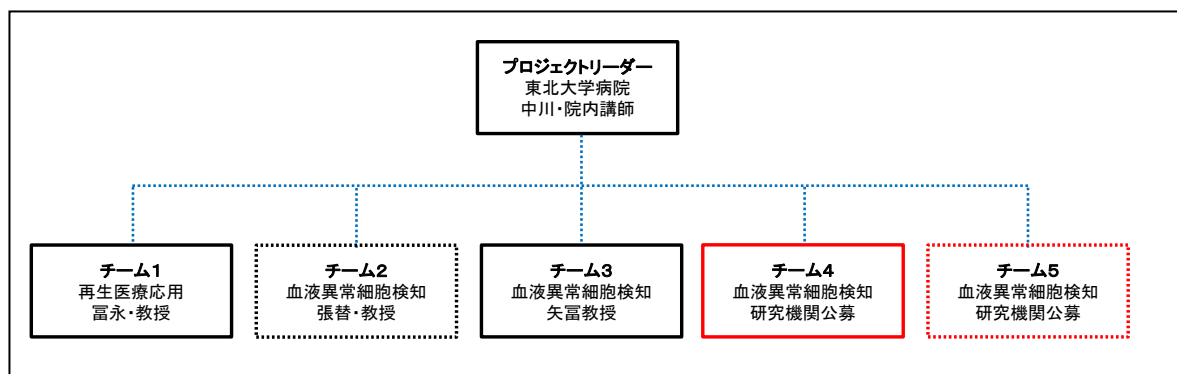 プロジェクトリーダー
東北大学病院
中川・院内講師
チーム1
再生医療応用
冨永・教授
チーム2
血液異常細胞検知
張替・教授
チーム3
血液異常細胞検知
矢冨教授
チーム4
血液異常細胞検知
研究機関公募
チーム5
血液異常細胞検知
研究機関公募